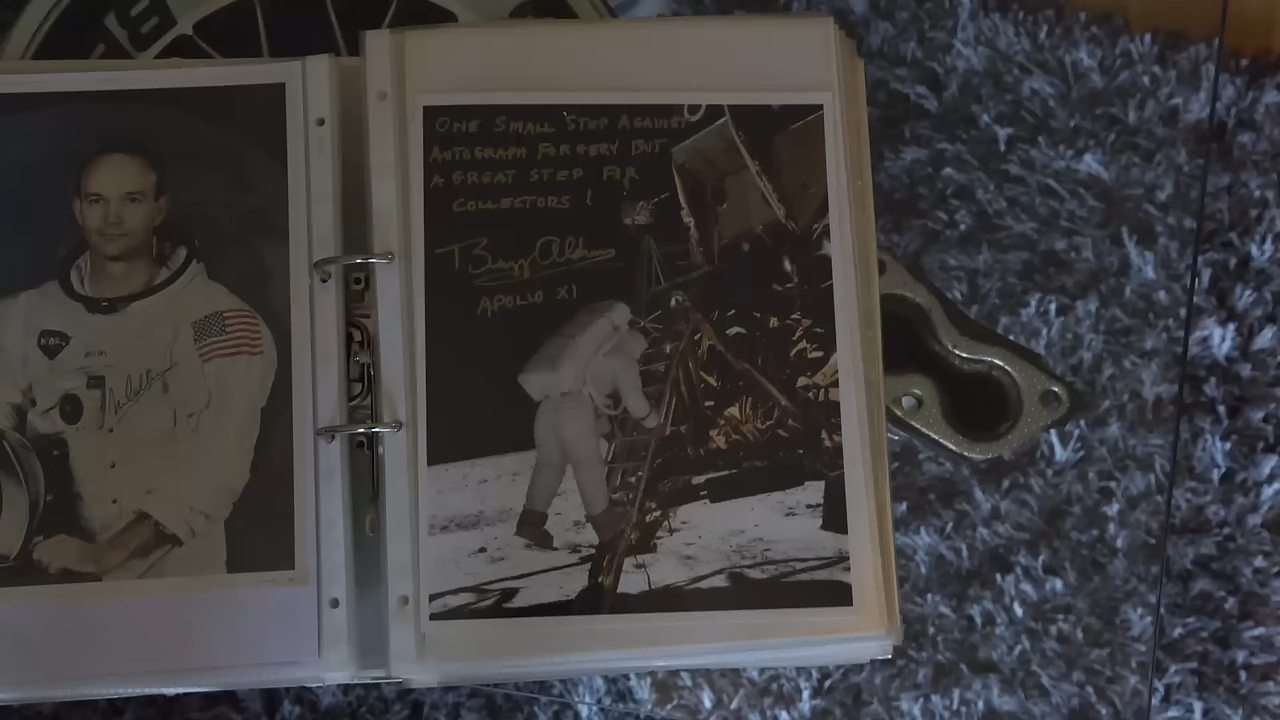 ONE SMALL STEP AGAINST
AUTOGRAPH FORGERY BUT
A GREAT STEP FOR
COLLECTORS !
Buzz Aldrin
APOLLO XI